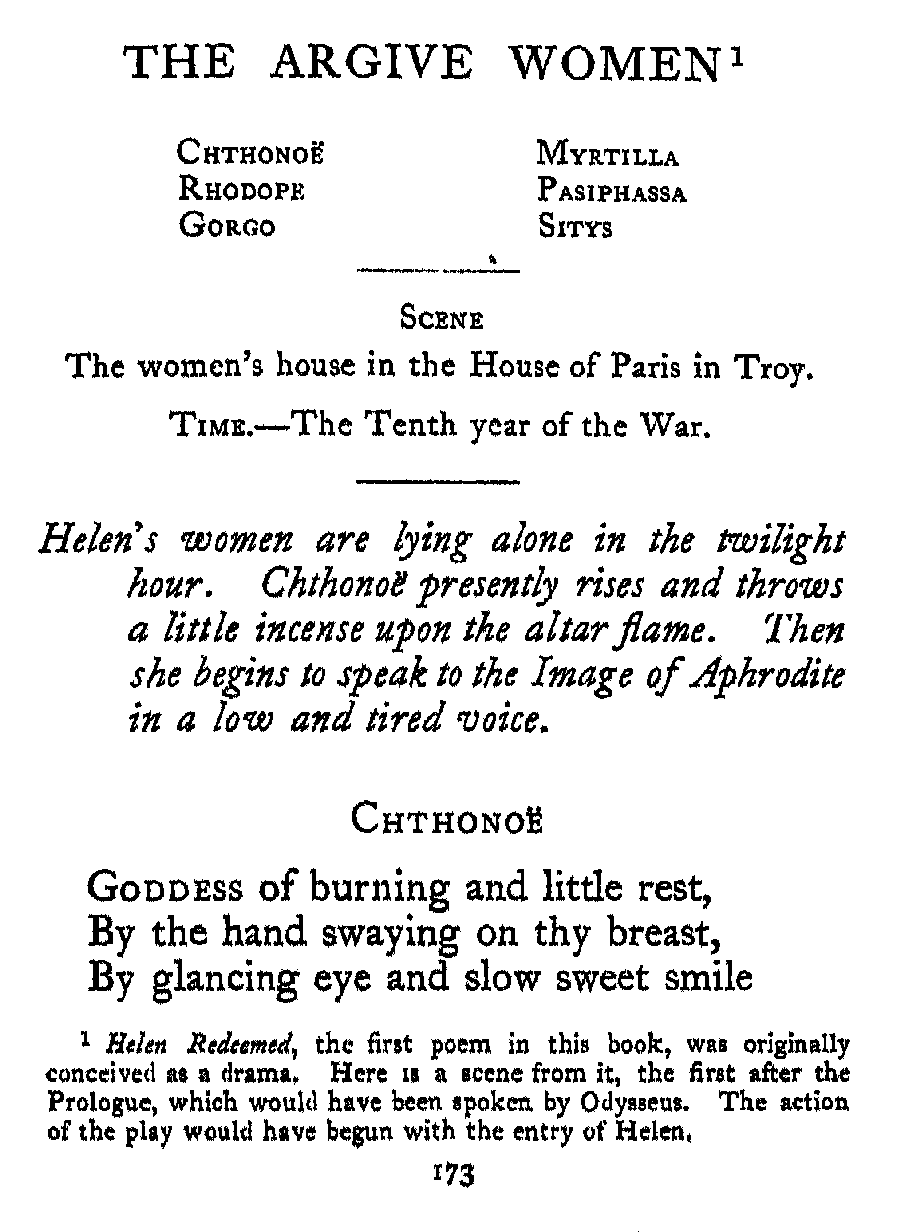 THE ARGIVE WOMEN¹
CHTHONOË MYRTILLA
RHODOPE PASIPHASSA
GORGO SITYS
SCENE
The women's house in the House of Paris in Troy.
TIME.—The Tenth year of the War.
Helen's women are lying alone in the twilight
hour. Chthonoë presently rises and throws
a little incense upon the altar flame. Then
she begins to speak to the Image of Aphrodite
in a low and tired voice.
CHTHONOË
GODDESS of burning and little rest,
By the hand swaying on thy breast,
By glancing eye and slow sweet smile
¹ Helen Redeemed, the first poem in this book, was originally
conceived as a drama. Here is a scene from it, the first after the
Prologue, which would have been spoken by Odysseus. The action
of the play would have begun with the entry of Helen.
173